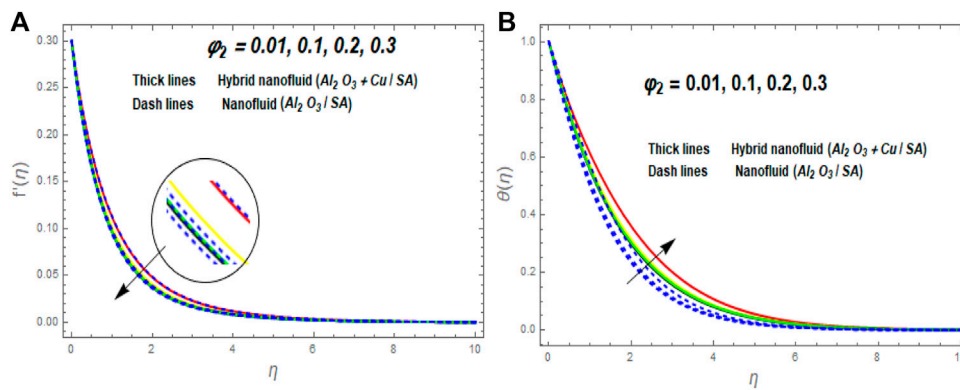 A
φ₂ = 0.01, 0.1, 0.2, 0.3
Thick lines Hybrid nanofluid (Al₂ O₃ + Cu / SA)
Dash lines Nanofluid (Al₂ O₃ / SA)
f'(η)
0.30
0.25
0.20
0.15
0.10
0.05
0.00
0 2 4 6 8 10
η
B
φ₂ = 0.01, 0.1, 0.2, 0.3
Thick lines Hybrid nanofluid (Al₂ O₃ + Cu / SA)
Dash lines Nanofluid (Al₂ O₃ / SA)
θ(η)
1.0
0.8
0.6
0.4
0.2
0.0
0 2 4 6 8 10
η